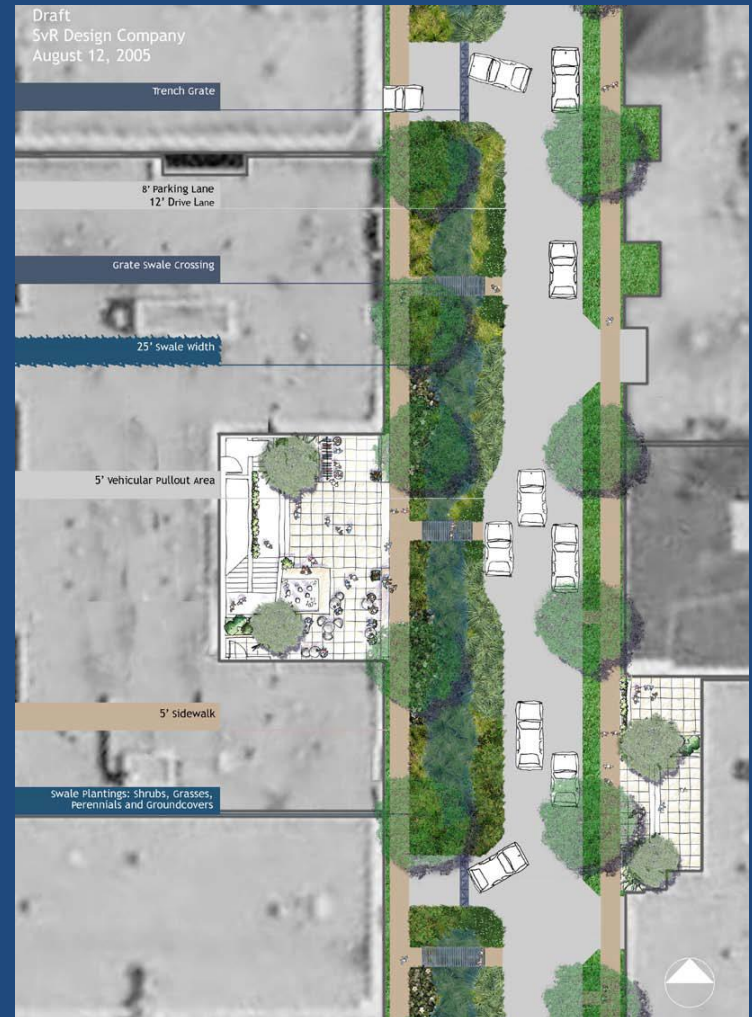 Draft
SvR Design Company
August 12, 2005
Trench Grate
8' Parking Lane
12' Drive Lane
Grate Swale Crossing
25' Swale Width
5' Vehicular Pullout Area
5' Sidewalk
Swale Plantings: Shrubs, Grasses,
Perennials and Groundcovers